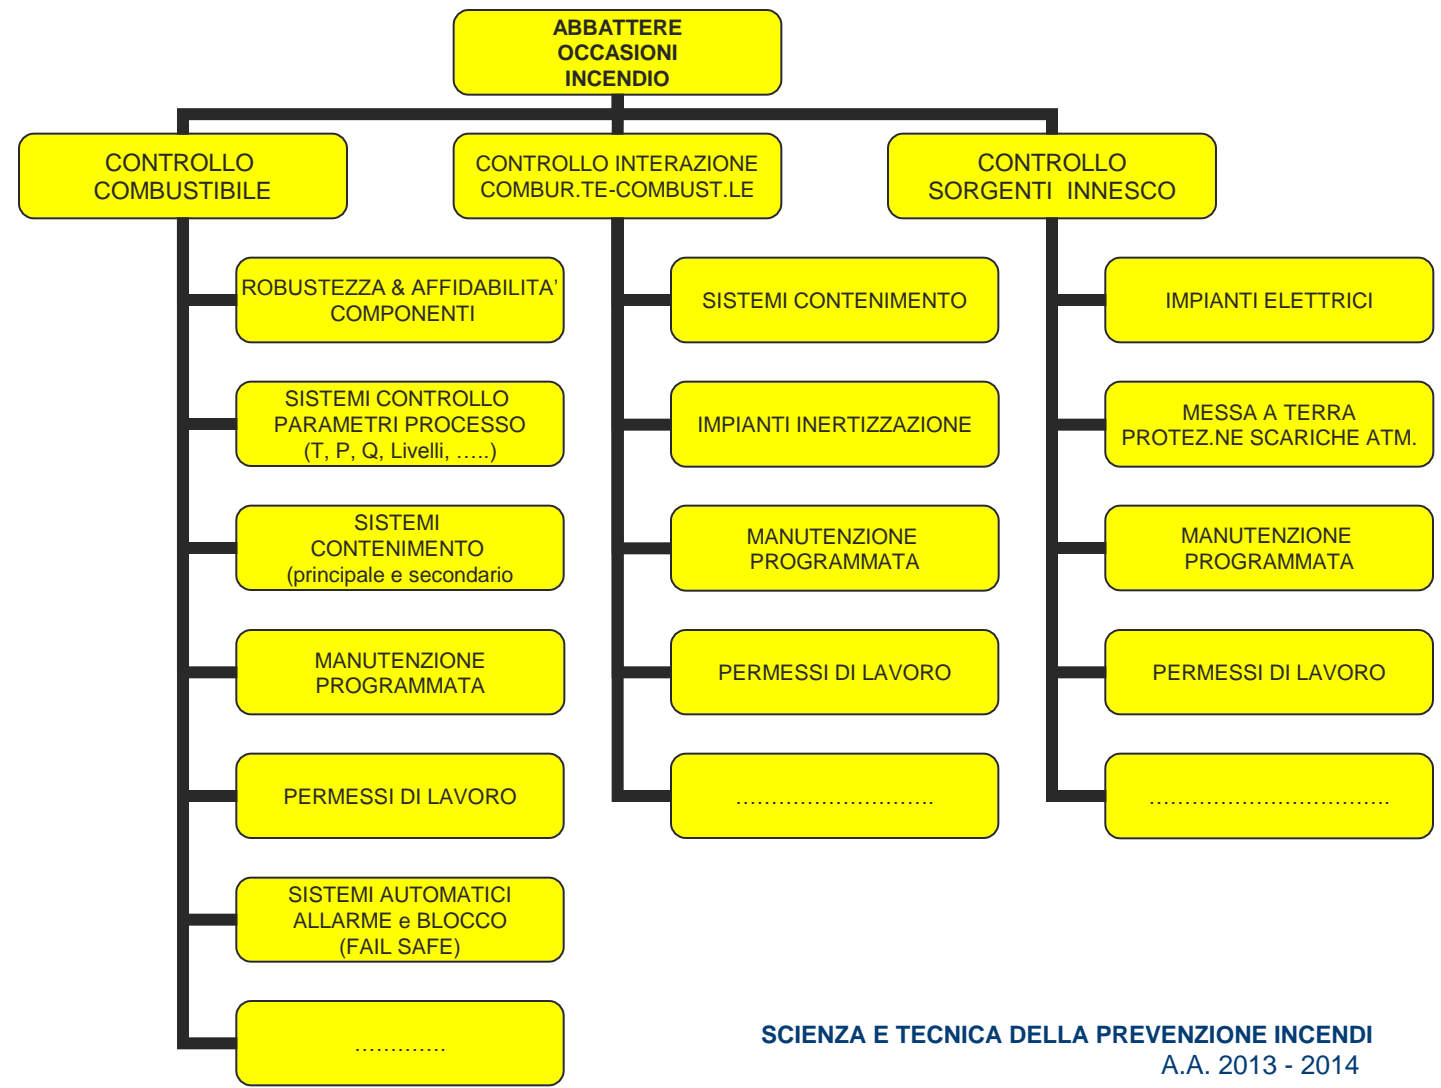 ABBATTERE
OCCASIONI
INCENDIO
CONTROLLO
COMBUSTIBILE
ROBUSTEZZA & AFFIDABILITA’
COMPONENTI
SISTEMI CONTROLLO
PARAMETRI PROCESSO
(T, P, Q, Livelli, …..)
SISTEMI
CONTENIMENTO
(principale e secondario
MANUTENZIONE
PROGRAMMATA
PERMESSI DI LAVORO
SISTEMI AUTOMATICI
ALLARME e BLOCCO
(FAIL SAFE)
………….
CONTROLLO INTERAZIONE
COMBUR.TE-COMBUST.LE
SISTEMI CONTENIMENTO
IMPIANTI INERTIZZAZIONE
MANUTENZIONE
PROGRAMMATA
PERMESSI DI LAVORO
……………………….
CONTROLLO
SORGENTI INNESCO
IMPIANTI ELETTRICI
MESSA A TERRA
PROTEZ.NE SCARICHE ATM.
MANUTENZIONE
PROGRAMMATA
PERMESSI DI LAVORO
…………………………….
SCIENZA E TECNICA DELLA PREVENZIONE INCENDI
A.A. 2013 - 2014